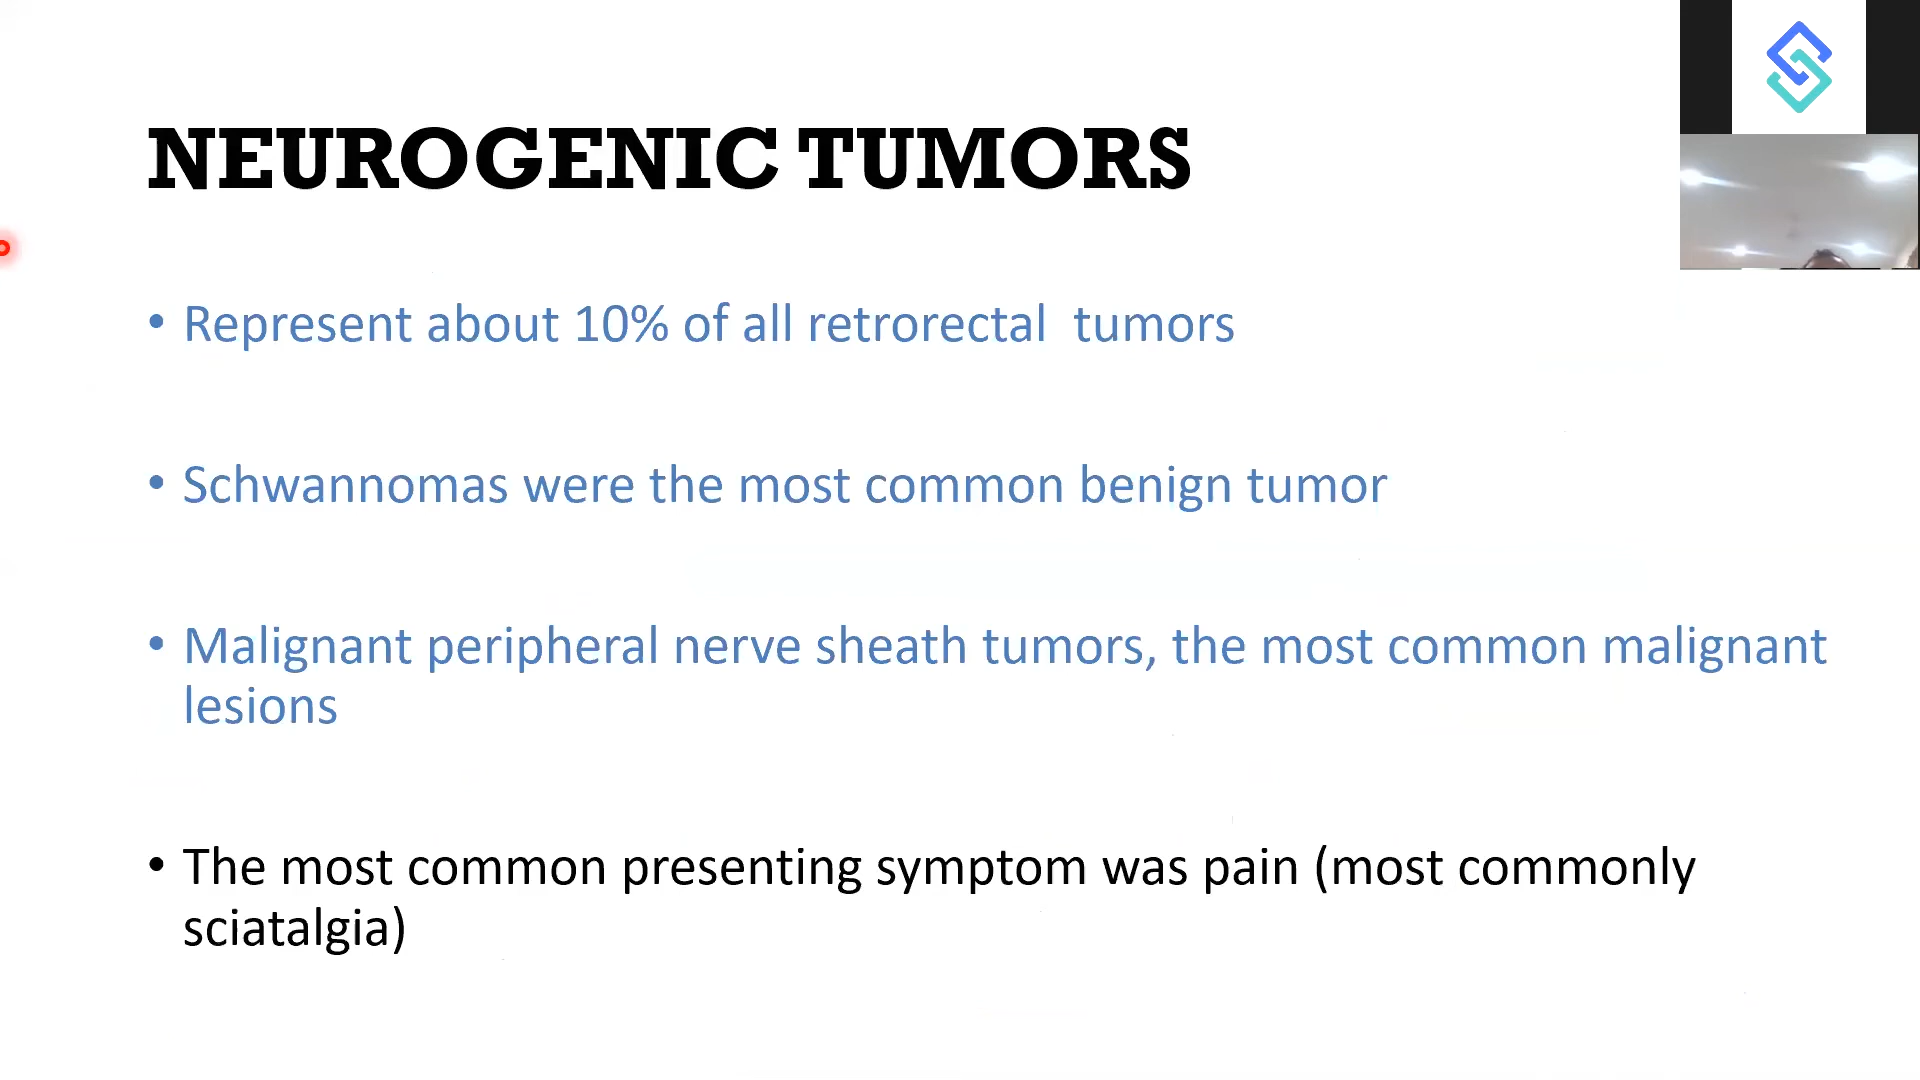 NEUROGENIC TUMORS
• Represent about 10% of all retrorectal tumors
• Schwannomas were the most common benign tumor
• Malignant peripheral nerve sheath tumors, the most common malignant
lesions
• The most common presenting symptom was pain (most commonly
sciatalgia)